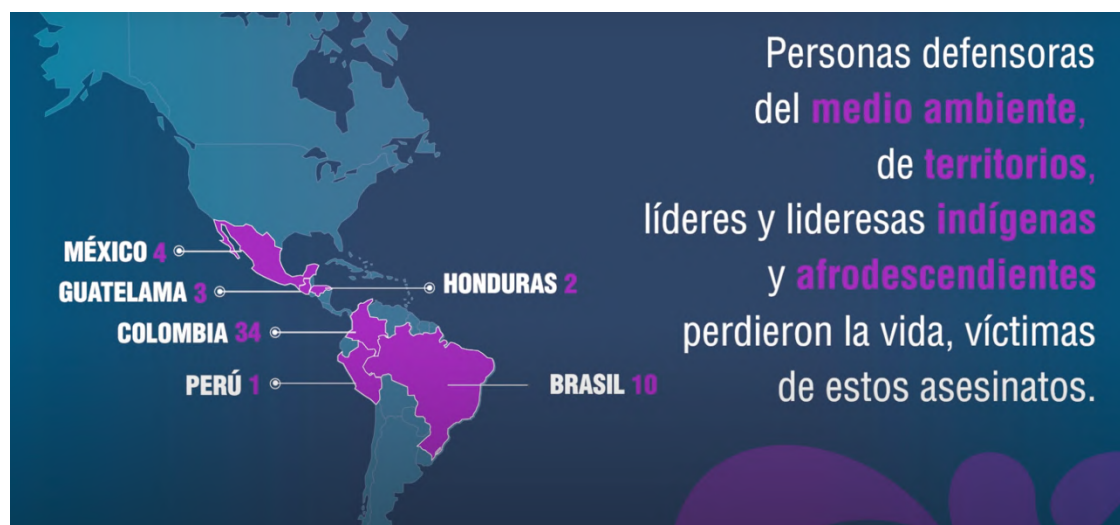 MÉXICO 4
GUATELAMA 3
COLOMBIA 34
PERÚ 1
HONDURAS 2
BRASIL 10
Personas defensoras
del medio ambiente,
de territorios,
líderes y lideresas indígenas
y afrodescendientes
perdieron la vida, víctimas
de estos asesinatos.